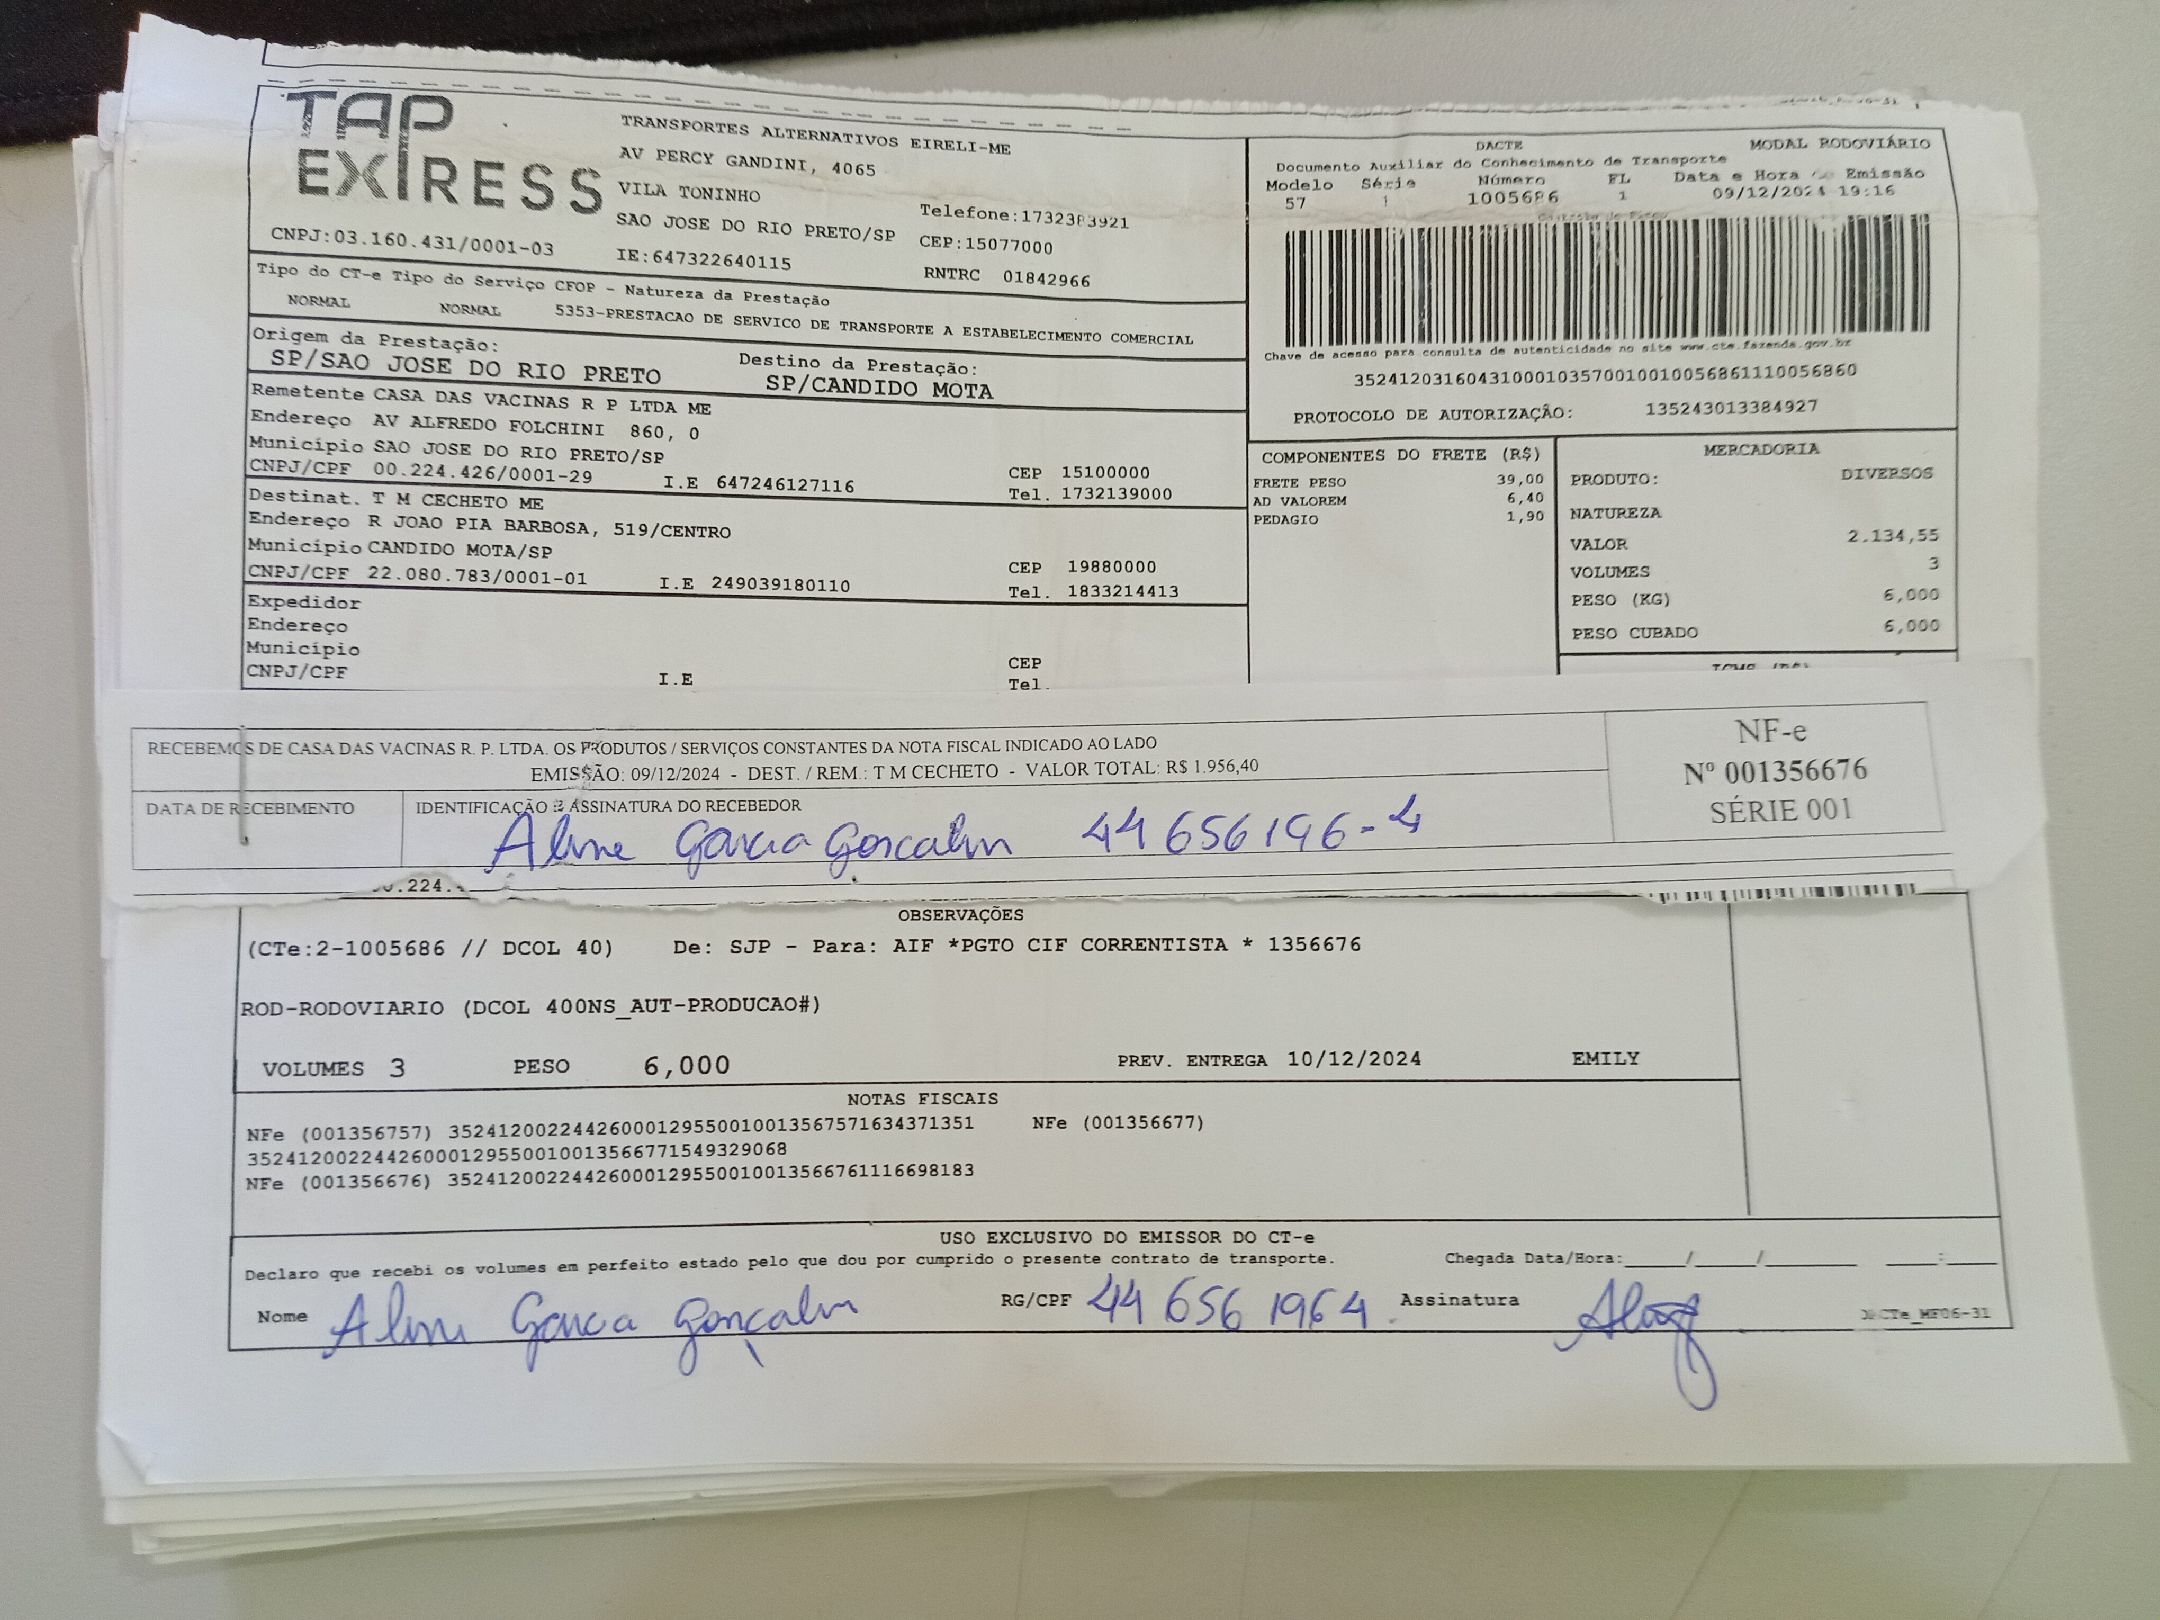 TAP
EXPRESS
TRANSPORTES ALTERNATIVOS EIRELI-ME
AV PERCY GANDINI, 4065
VILA TONINHO
SAO JOSE DO RIO PRETO/SP
Telefone:1732383921
CEP:15077000
CNPJ:03.160.431/0001-03
IE:647322640115
RNTRC 01842966
DACTE
MODAL RODOVIÁRIO
Documento Auxiliar do Conhecimento de Transporte
Modelo Série Número FL Data e Hora de Emissão
57 1 1005686 1 09/12/2024 19:16
Chave de acesso para consulta de autenticidade no site www.cte.fazenda.gov.br
35241203160431000103570010010056861110056860
PROTOCOLO DE AUTORIZAÇÃO: 135243013384927
Tipo do CT-e Tipo do Serviço CFOP - Natureza da Prestação
NORMAL NORMAL 5353-PRESTACAO DE SERVICO DE TRANSPORTE A ESTABELECIMENTO COMERCIAL
Origem da Prestação: Destino da Prestação:
SP/SAO JOSE DO RIO PRETO SP/CANDIDO MOTA
Remetente CASA DAS VACINAS R P LTDA ME
Endereço AV ALFREDO FOLCHINI 860, 0
Município SAO JOSE DO RIO PRETO/SP CEP 15100000
CNPJ/CPF 00.224.426/0001-29 I.E 647246127116 Tel. 1732139000
Destinat. T M CECHETO ME
Endereço R JOAO PIA BARBOSA, 519/CENTRO
Município CANDIDO MOTA/SP CEP 19880000
CNPJ/CPF 22.080.783/0001-01 I.E 249039180110 Tel. 1833214413
Expedidor
Endereço
Município CEP
CNPJ/CPF I.E Tel.
COMPONENTES DO FRETE (R$)
FRETE PESO 39,00
AD VALOREM 6,40
PEDAGIO 1,90
MERCADORIA
PRODUTO: DIVERSOS
NATUREZA
VALOR 2.134,55
VOLUMES 3
PESO (KG) 6,000
PESO CUBADO 6,000
RECEBEMOS DE CASA DAS VACINAS R. P. LTDA. OS PRODUTOS / SERVIÇOS CONSTANTES DA NOTA FISCAL INDICADO AO LADO
EMISSÃO: 09/12/2024 - DEST. / REM.: T M CECHETO - VALOR TOTAL: R$ 1.956,40
DATA DE RECEBIMENTO
IDENTIFICAÇÃO E ASSINATURA DO RECEBEDOR
Aline Garcia Gonçalves 44 656 196-4
NF-e
Nº 001356676
SÉRIE 001
OBSERVAÇÕES
(CTe:2-1005686 // DCOL 40) De: SJP - Para: AIF *PGTO CIF CORRENTISTA * 1356676
ROD-RODOVIARIO (DCOL 400NS_AUT-PRODUCAO#)
VOLUMES 3 PESO 6,000 PREV. ENTREGA 10/12/2024 EMILY
NOTAS FISCAIS
NFe (001356757) 35241200224426000129550010013567571634371351 NFe (001356677)
35241200224426000129550010013566771549329068
NFe (001356676) 35241200224426000129550010013566761116698183
USO EXCLUSIVO DO EMISSOR DO CT-e
Declaro que recebi os volumes em perfeito estado pelo que dou por cumprido o presente contrato de transporte. Chegada Data/Hora:_____/_____/_________ _____:_____
Nome Aline Garcia Gonçalves RG/CPF 44 656 1964 Assinatura
DACTe_MF06-31